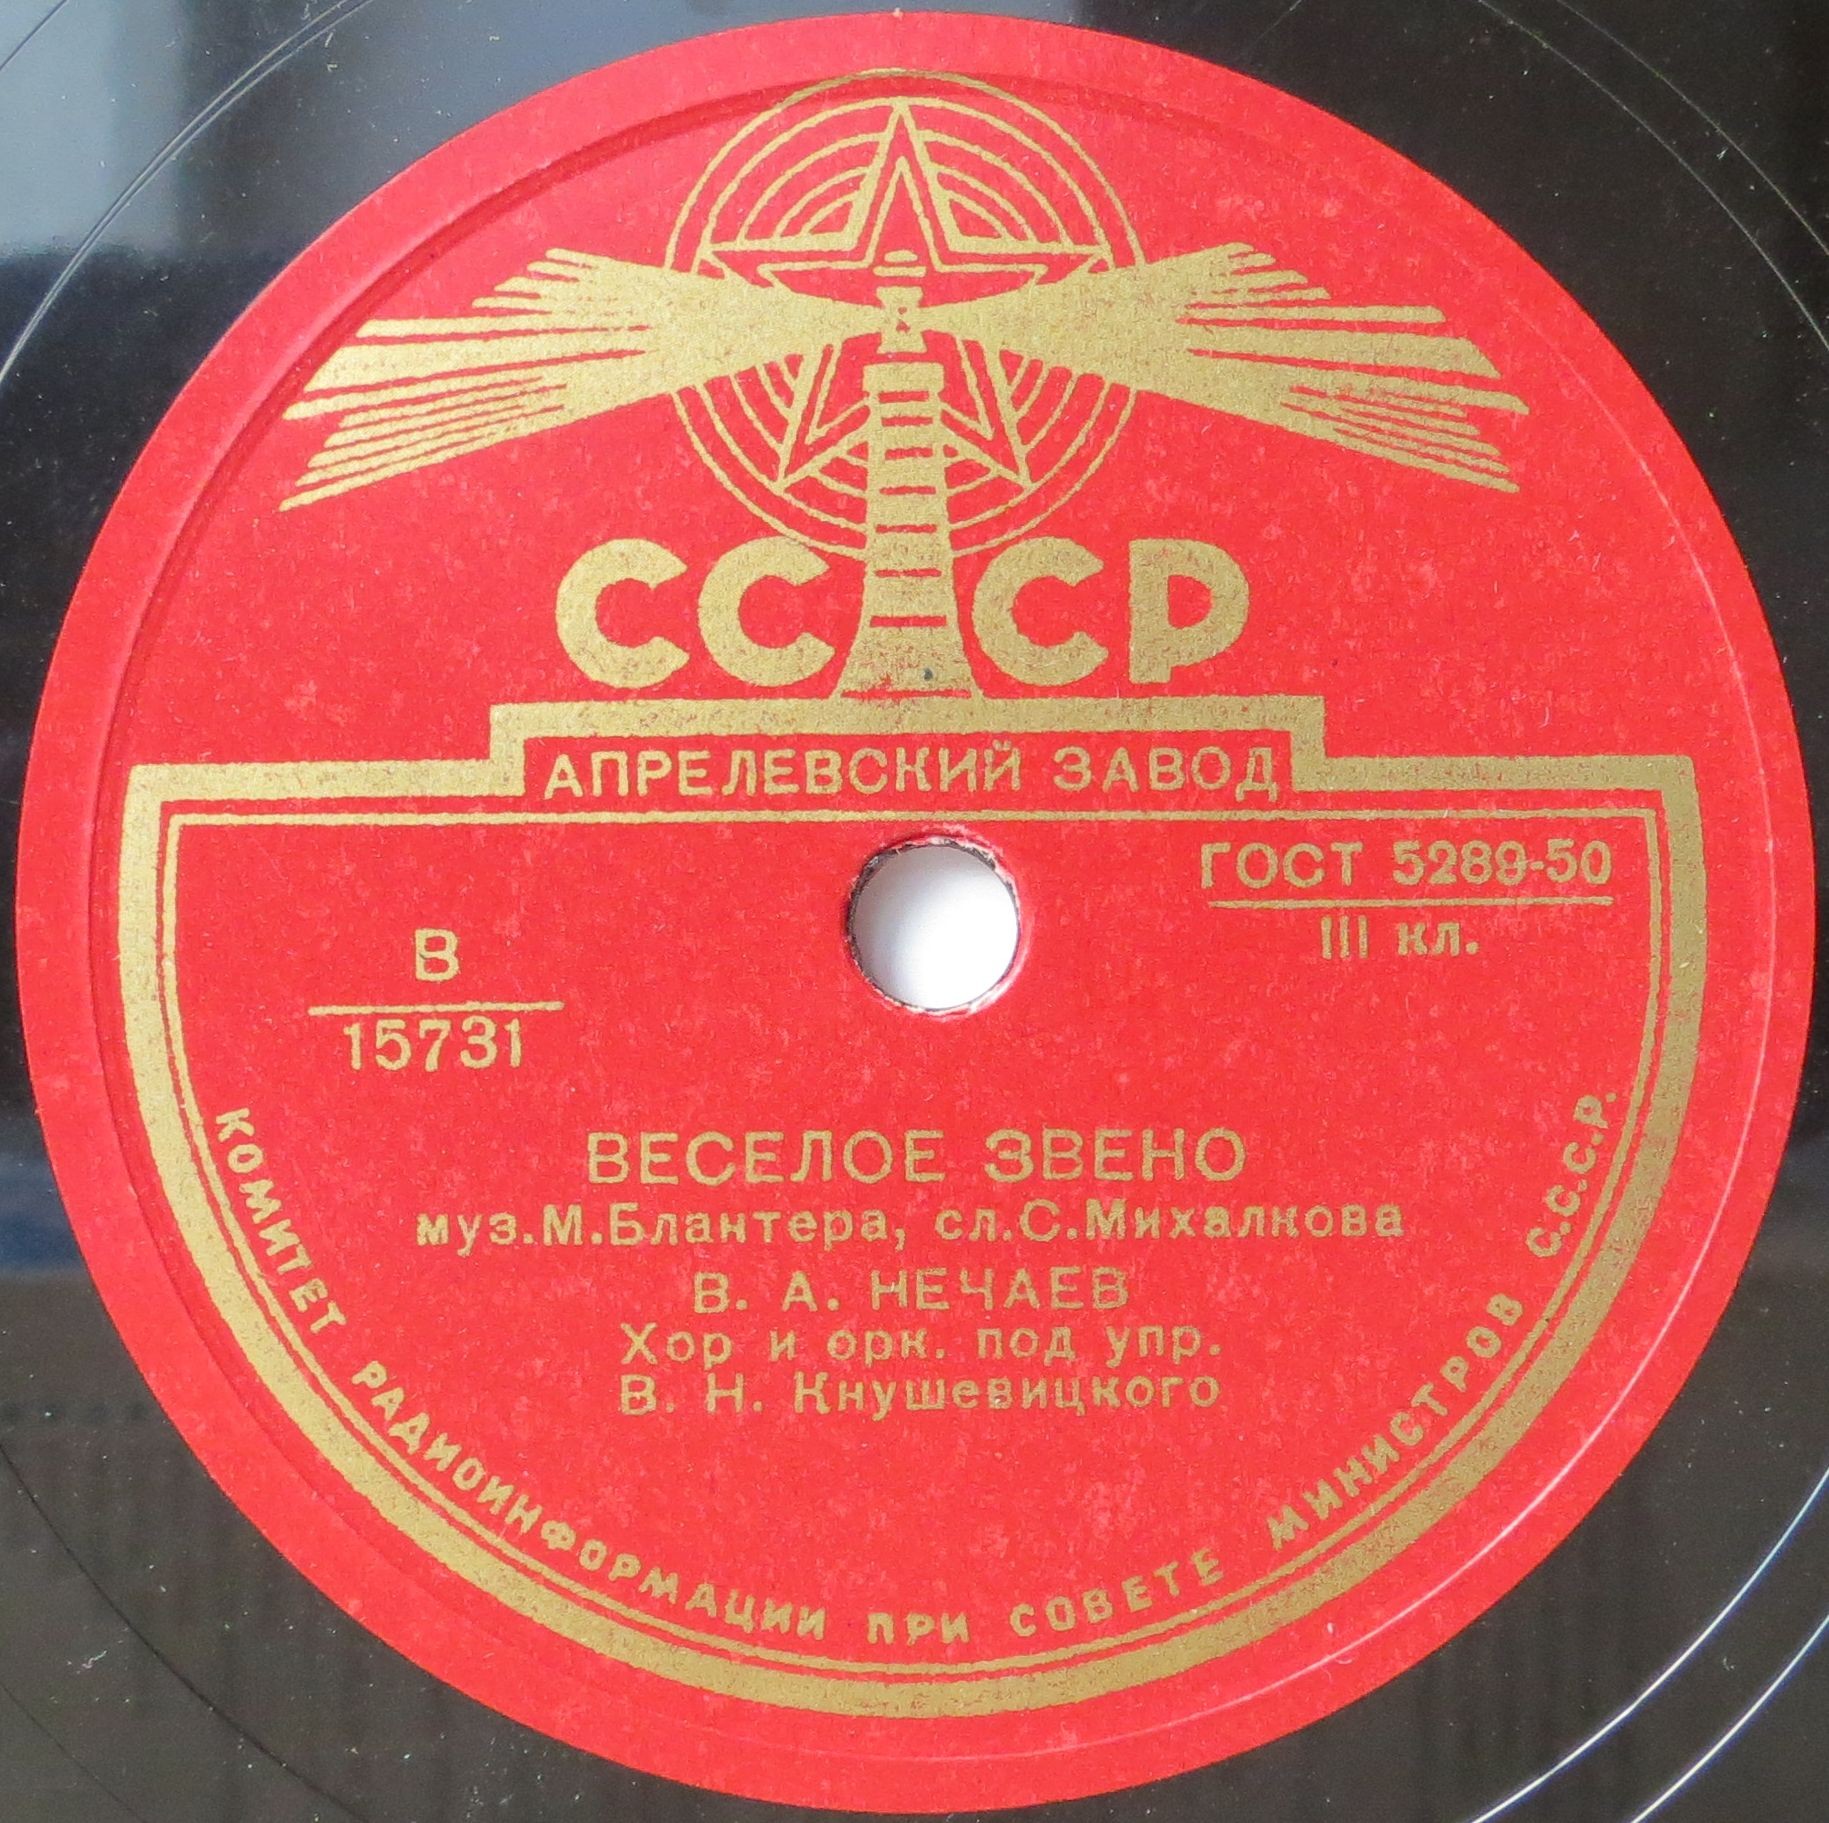 СССР
АПРЕЛЕВСКИЙ ЗАВОД
ГОСТ 5289-50
III кл.
В
15731
ВЕСЕЛОЕ ЗВЕНО
муз.М.Блантера, сл.С.Михалкова
В. А. НЕЧАЕВ
Хор и орк. под упр.
В. Н. Кнушевицкого
КОМИТЕТ РАДИОИНФОРМАЦИИ ПРИ СОВЕТЕ МИНИСТРОВ С.С.С.Р.